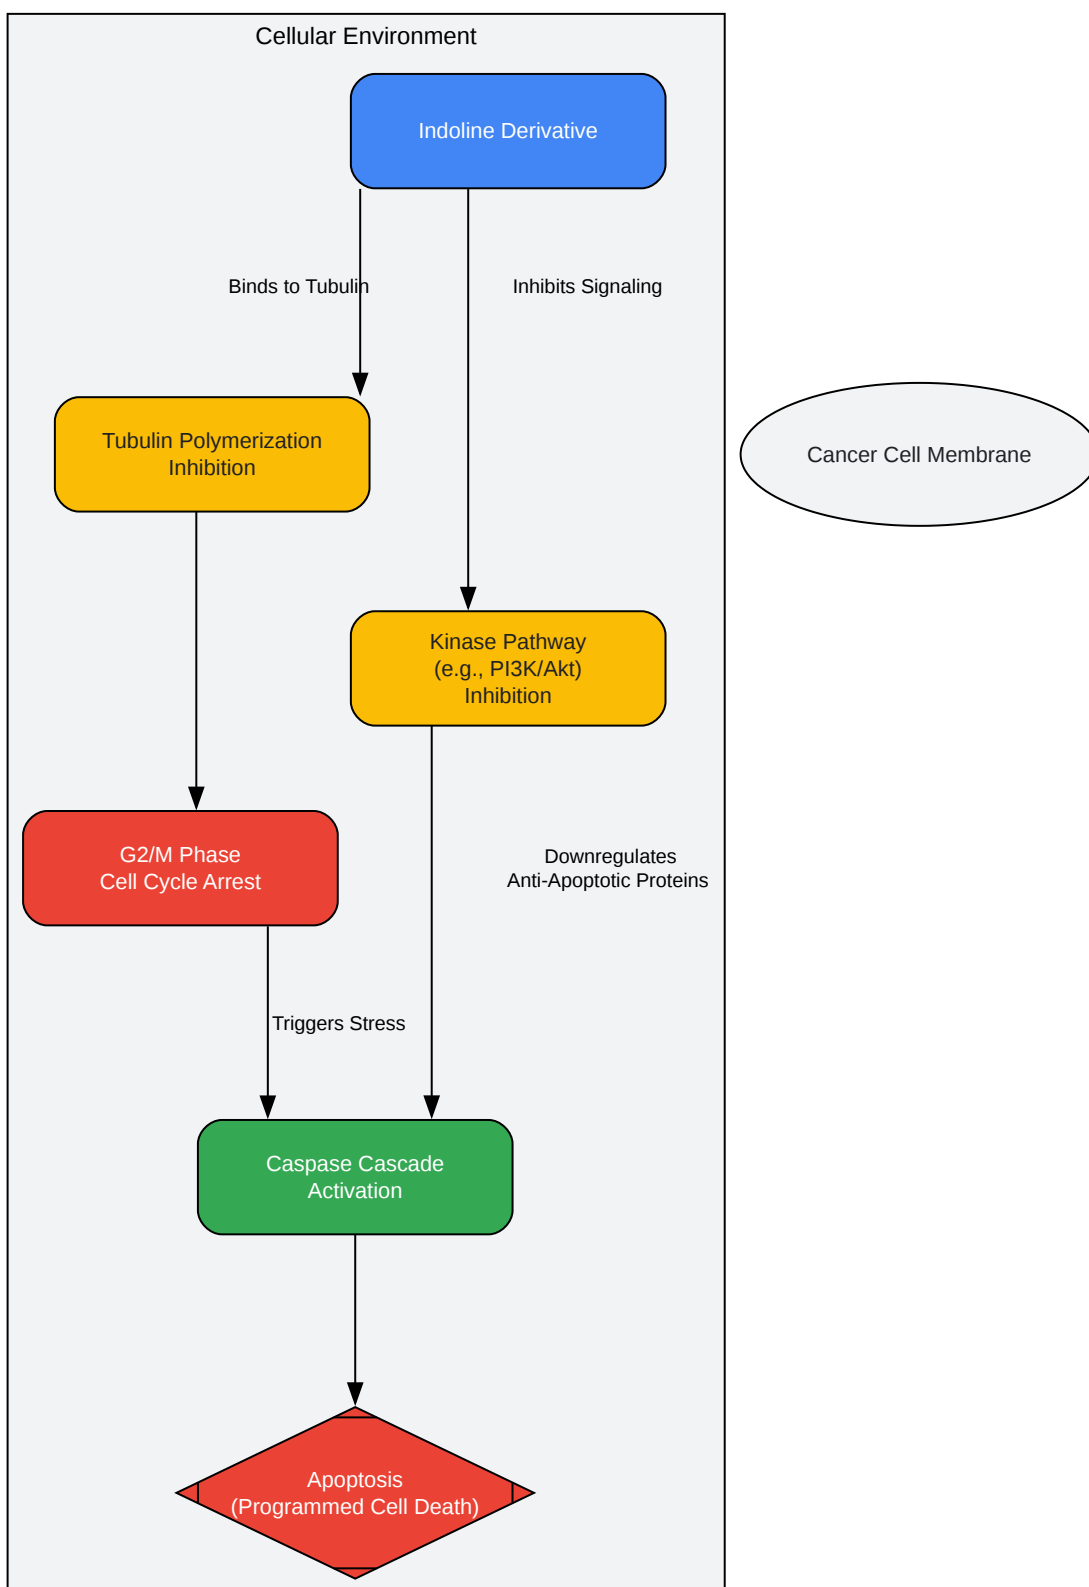 Cellular Environment
Indoline Derivative
Binds to Tubulin
Inhibits Signaling
Tubulin Polymerization
Inhibition
Cancer Cell Membrane
Kinase Pathway
(e.g., PI3K/Akt)
Inhibition
G2/M Phase
Cell Cycle Arrest
Downregulates
Anti-Apoptotic Proteins
Triggers Stress
Caspase Cascade
Activation
Apoptosis
(Programmed Cell Death)